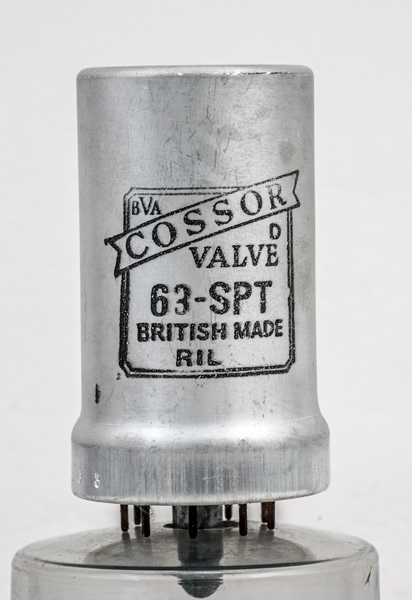 BVA
COSSOR
D
VALVE
63-SPT
BRITISH MADE
RIL